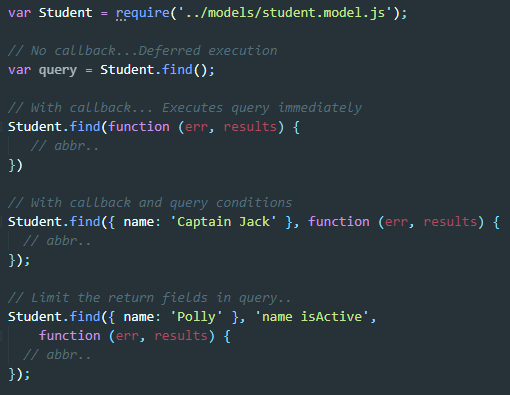 var Student = require('../models/student.model.js');
// No callback...Deferred execution
var query = Student.find();
// With callback... Executes query immediately
Student.find(function (err, results) {
// abbr..
})
// With callback and query conditions
Student.find({ name: 'Captain Jack' }, function (err, results) {
// abbr..
});
// Limit the return fields in query..
Student.find({ name: 'Polly' }, 'name isActive',
function (err, results) {
// abbr..
});